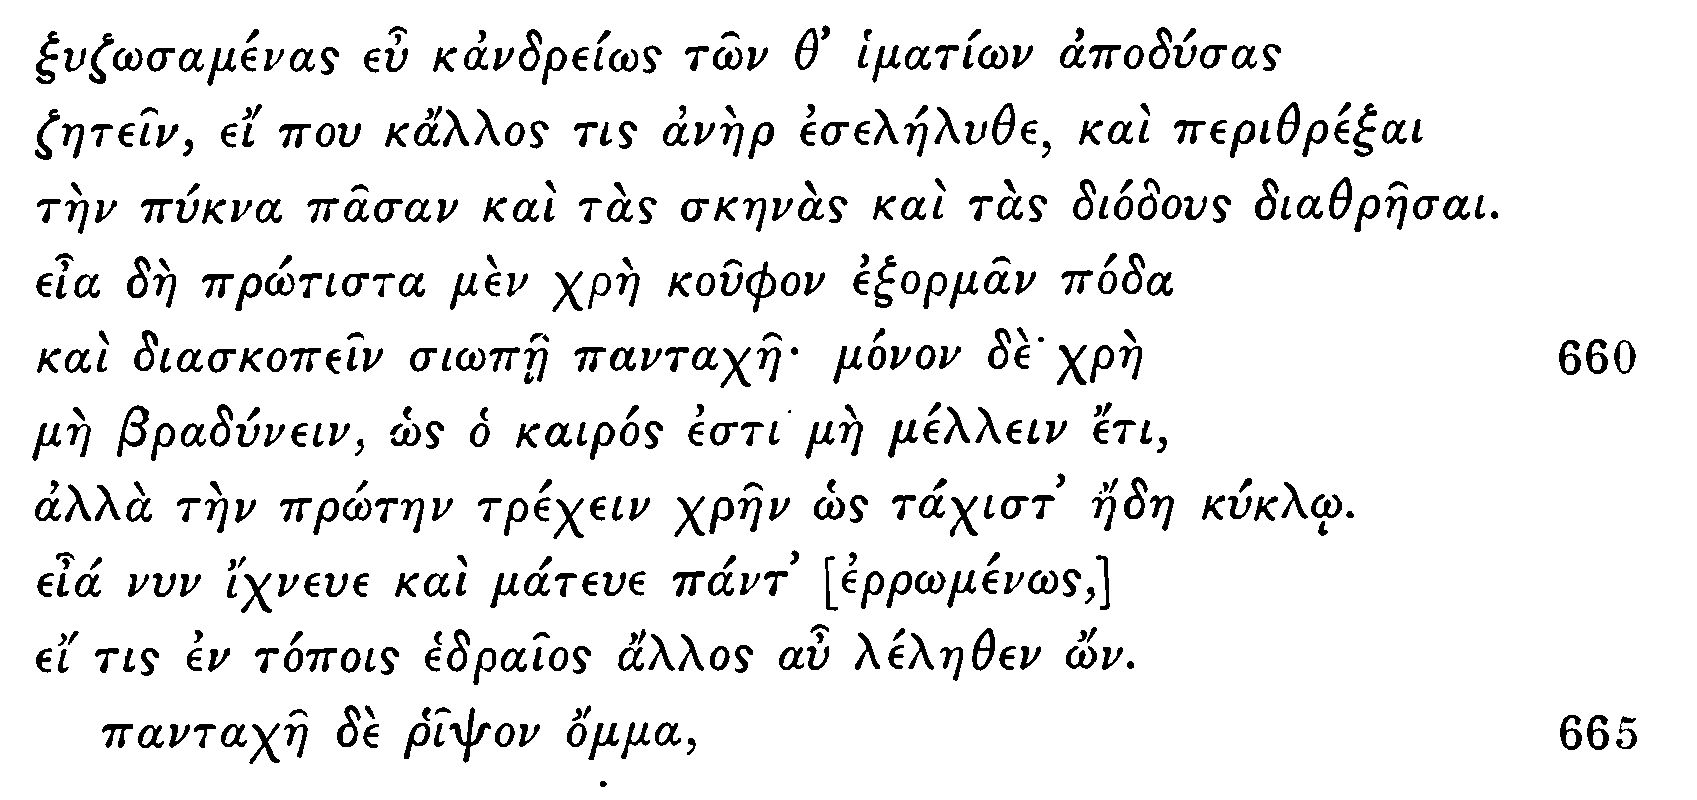 ξυζωσαμένας εὖ κἀνδρείως τῶν θ’ ἱματίων ἀποδύσας
ζητεῖν, εἴ που κἄλλος τις ἀνὴρ ἐσελήλυθε, καὶ περιθρέξαι
τὴν πύκνα πᾶσαν καὶ τὰς σκηνὰς καὶ τὰς διόδους διαθρῆσαι.
εἶα δὴ πρώτιστα μὲν χρὴ κοῦφον ἐξορμᾶν πόδα
καὶ διασκοπεῖν σιωπῇ πανταχῆ· μόνον δὲ χρὴ 660
μὴ βραδύνειν, ὡς ὁ καιρός ἐστι μὴ μέλλειν ἔτι,
ἀλλὰ τὴν πρώτην τρέχειν χρῆν ὡς τάχιστ’ ἤδη κύκλῳ.
εἶά νυν ἴχνευε καὶ μάτευε πάντ’ [ἐρρωμένως,]
εἴ τις ἐν τόποις ἑδραῖος ἄλλος αὖ λέληθεν ὤν.
πανταχῆ δὲ ῥῖψον ὄμμα, 665